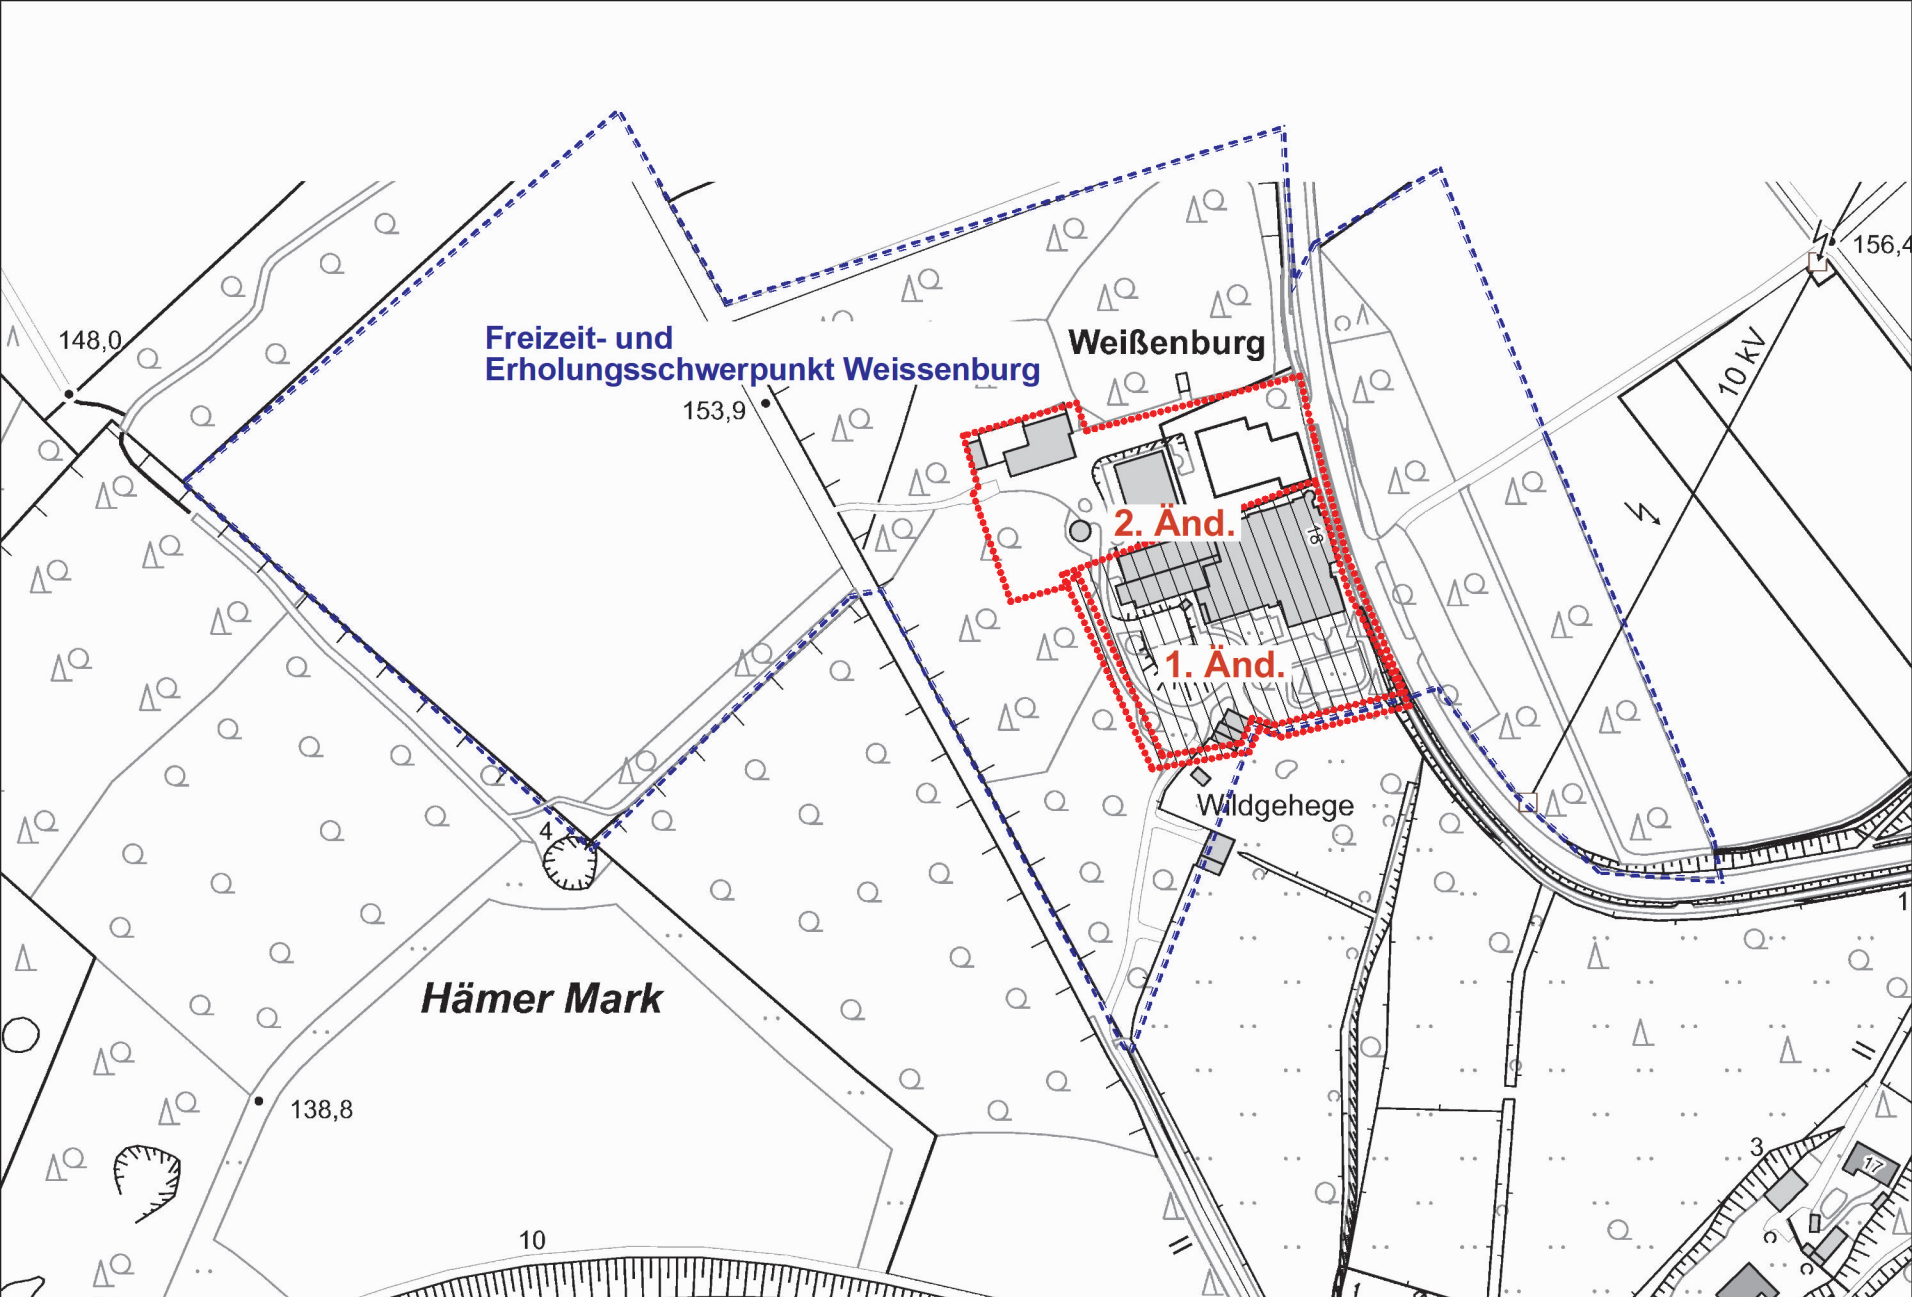 156,4
148,0
Freizeit- und
Erholungsschwerpunkt Weissenburg
Weißenburg
10 kV
153,9
2. Änd.
18
1. Änd.
Wildgehege
4
Hämer Mark
138,8
1
3
17
10
1